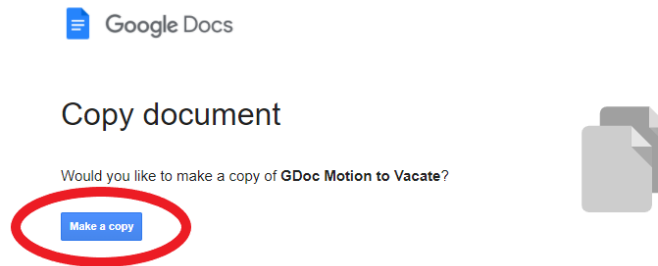 Google Docs
Copy document
Would you like to make a copy of GDoc Motion to Vacate?
Make a copy